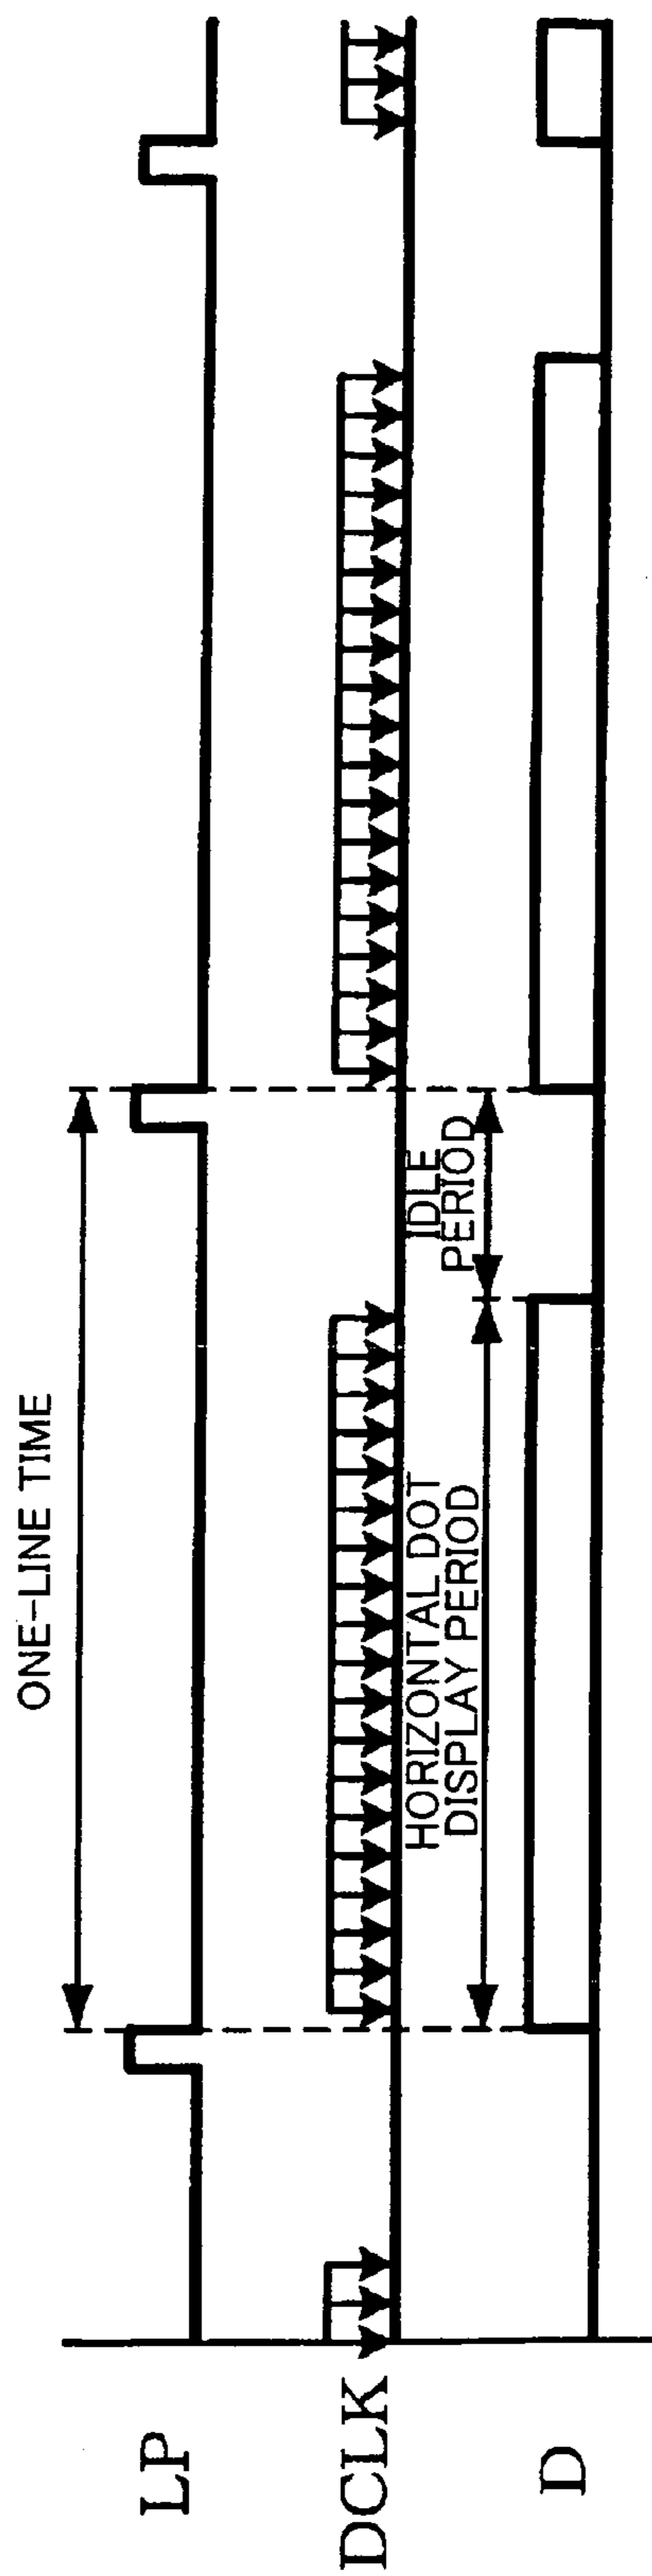 ONE-LINE TIME
LP
DCLK
HORIZONTAL DOT
DISPLAY PERIOD
IDLE
PERIOD
D